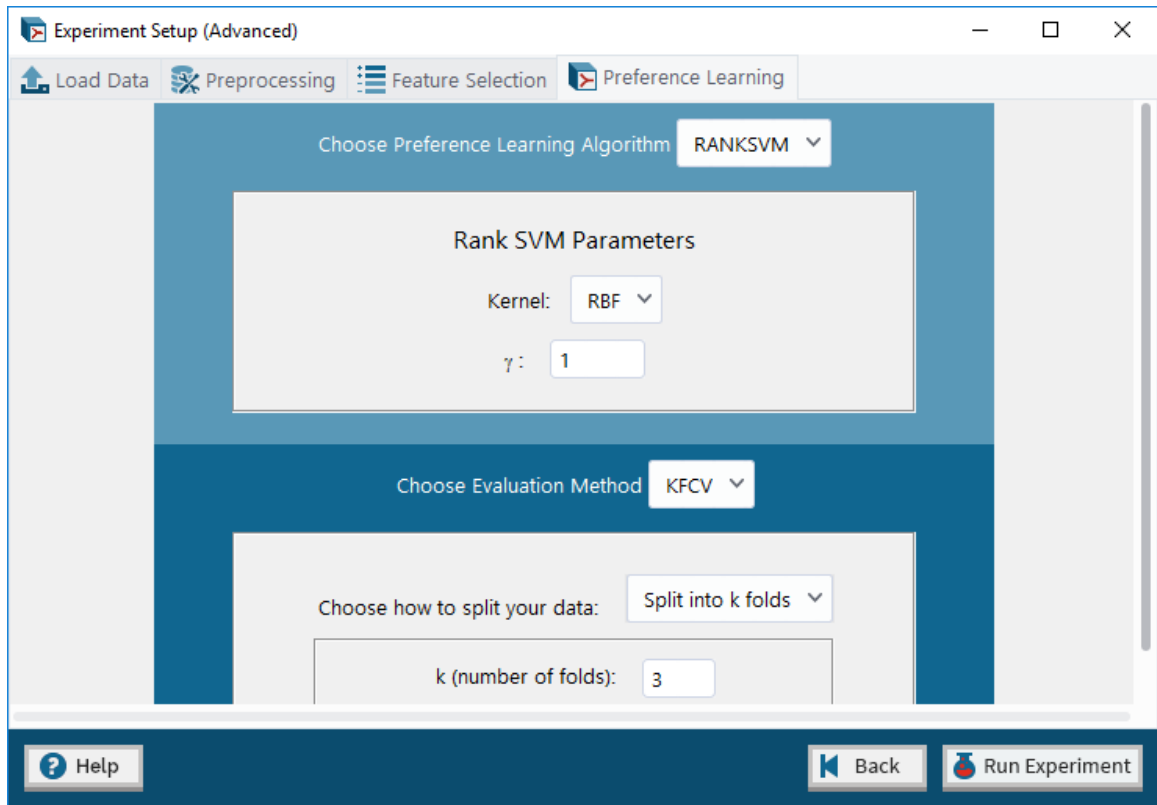 Experiment Setup (Advanced)
Load Data Preprocessing Feature Selection Preference Learning
Choose Preference Learning Algorithm RANKSVM
Rank SVM Parameters
Kernel: RBF
γ : 1
Choose Evaluation Method KFCV
Choose how to split your data: Split into k folds
k (number of folds): 3
Help Back Run Experiment